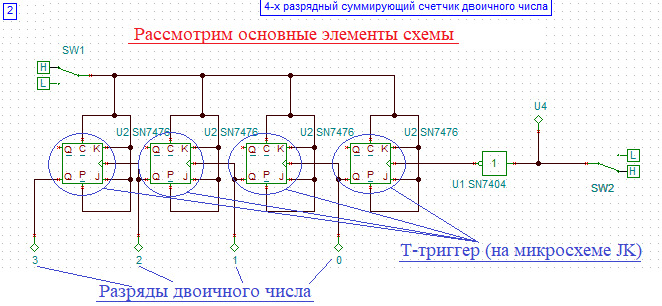 2
4-х разрядный суммирующий счетчик двоичного числа
Рассмотрим основные элементы схемы
SW1
H
L
U2 SN7476 U2 SN7476 U2 SN7476 U2 SN7476
Q C K Q C K Q C K Q C K
Q P J Q P J Q P J Q P J
U4
1
U1 SN7404
L
H
SW2
Т-триггер (на микросхеме JK)
3 2 1 0
Разряды двоичного числа